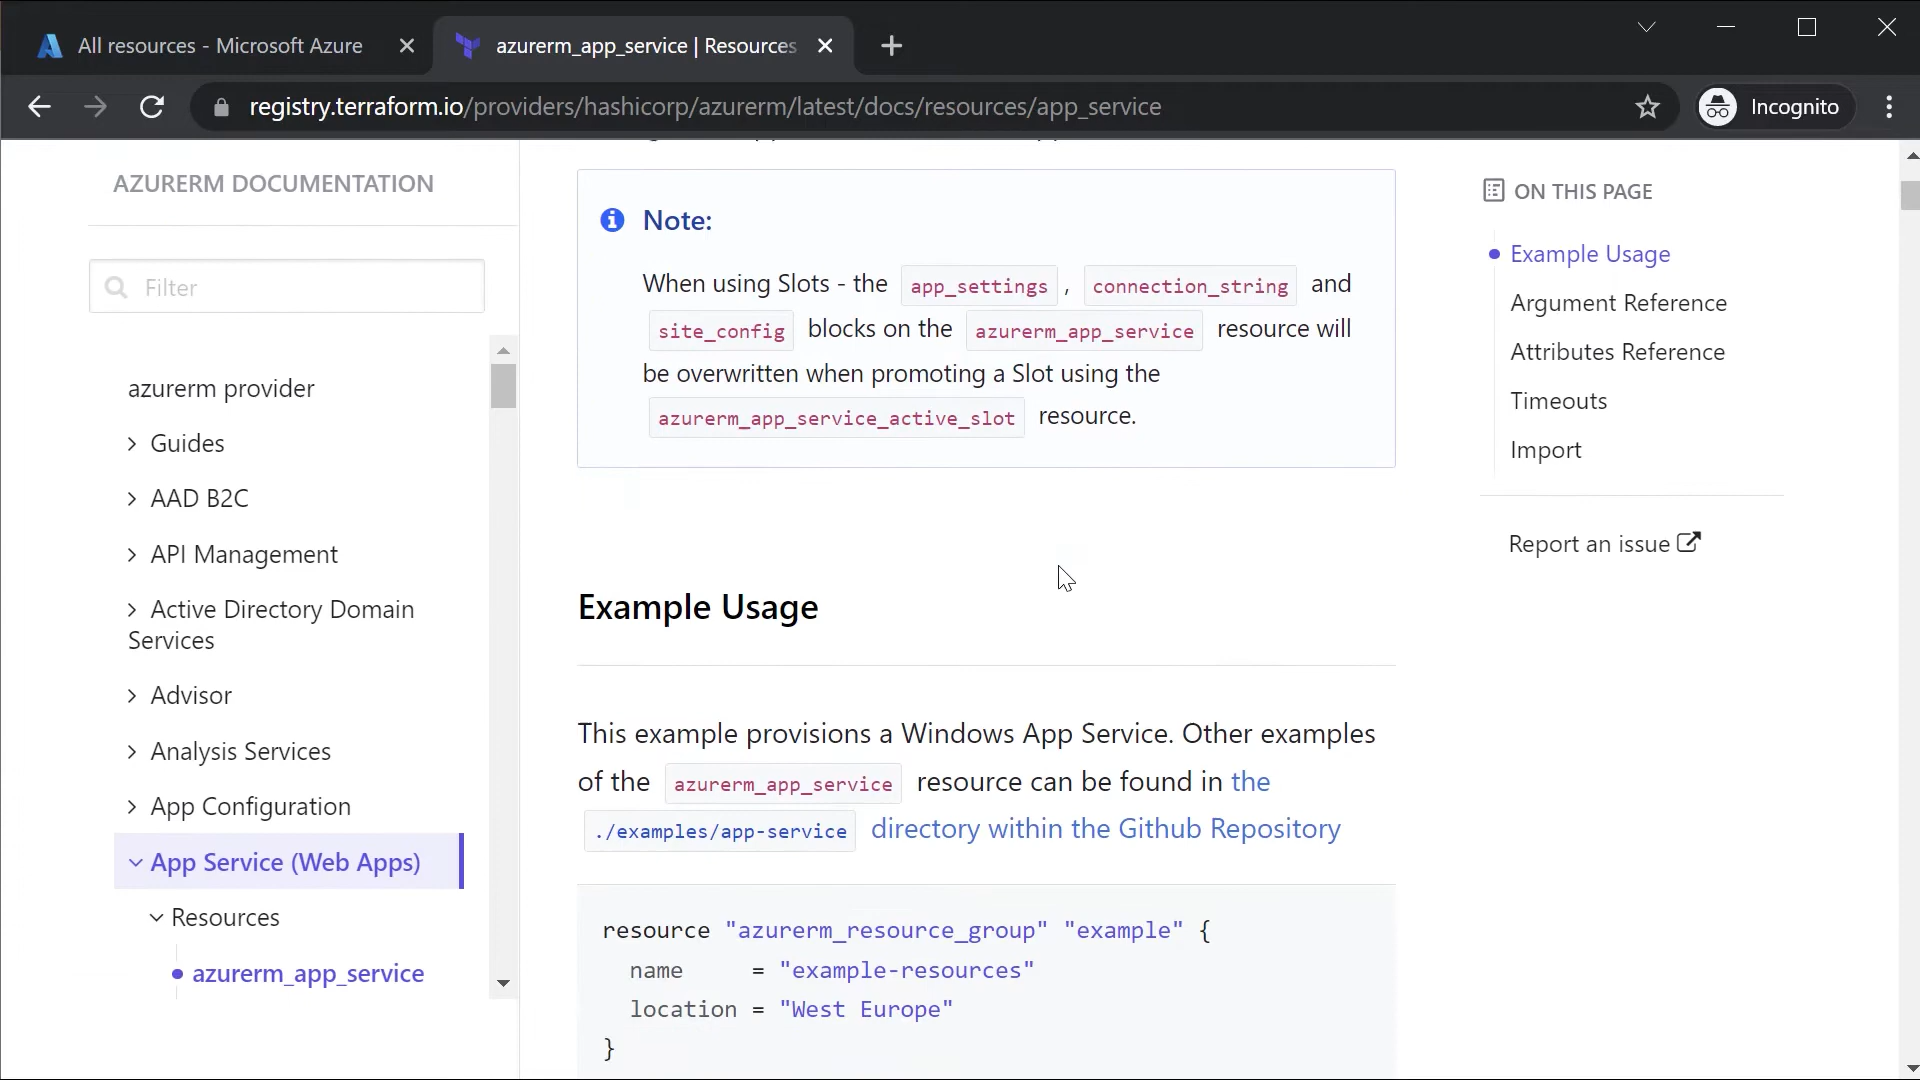 All resources - Microsoft Azure
azurerm_app_service | Resources
registry.terraform.io/providers/hashicorp/azurerm/latest/docs/resources/app_service
Incognito
AZURERM DOCUMENTATION
Filter
azurerm provider
Guides
AAD B2C
API Management
Active Directory Domain
Services
Advisor
Analysis Services
App Configuration
App Service (Web Apps)
Resources
azurerm_app_service
Note:
When using Slots - the app_settings , connection_string and
site_config blocks on the azurerm_app_service resource will
be overwritten when promoting a Slot using the
azurerm_app_service_active_slot resource.
Example Usage
This example provisions a Windows App Service. Other examples
of the azurerm_app_service resource can be found in the
./examples/app-service directory within the Github Repository
resource "azurerm_resource_group" "example" {
name = "example-resources"
location = "West Europe"
}
ON THIS PAGE
Example Usage
Argument Reference
Attributes Reference
Timeouts
Import
Report an issue